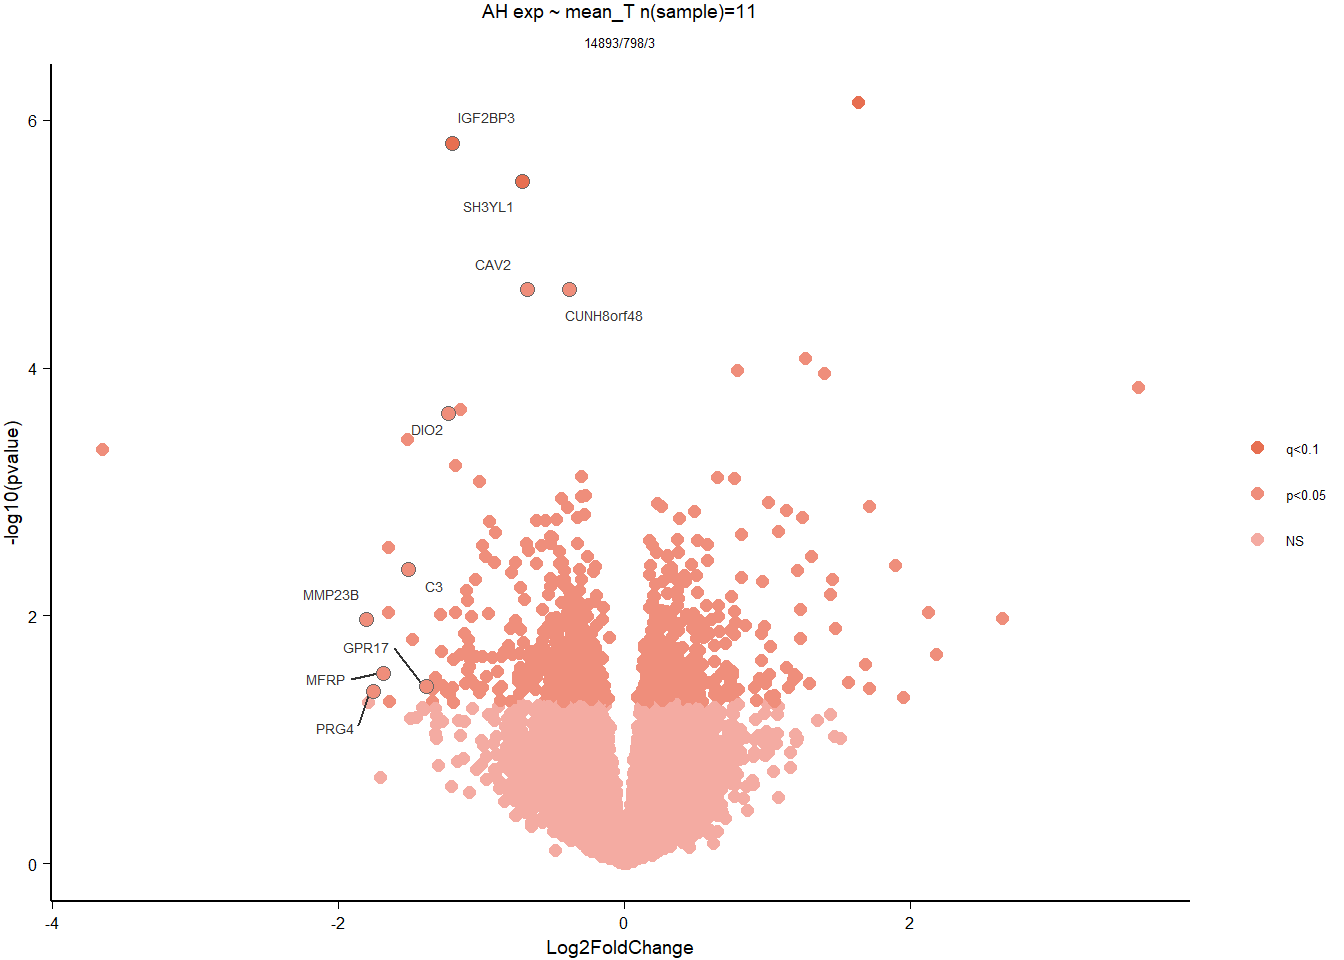 AH exp ~ mean_T n(sample)=11
14893/798/3
IGF2BP3
SH3YL1
CAV2
CUNH8orf48
DIO2
C3
MMP23B
GPR17
MFRP
PRG4
6
4
2
0
-log10(pvalue)
-4
-2
0
2
Log2FoldChange
q<0.1
p<0.05
NS